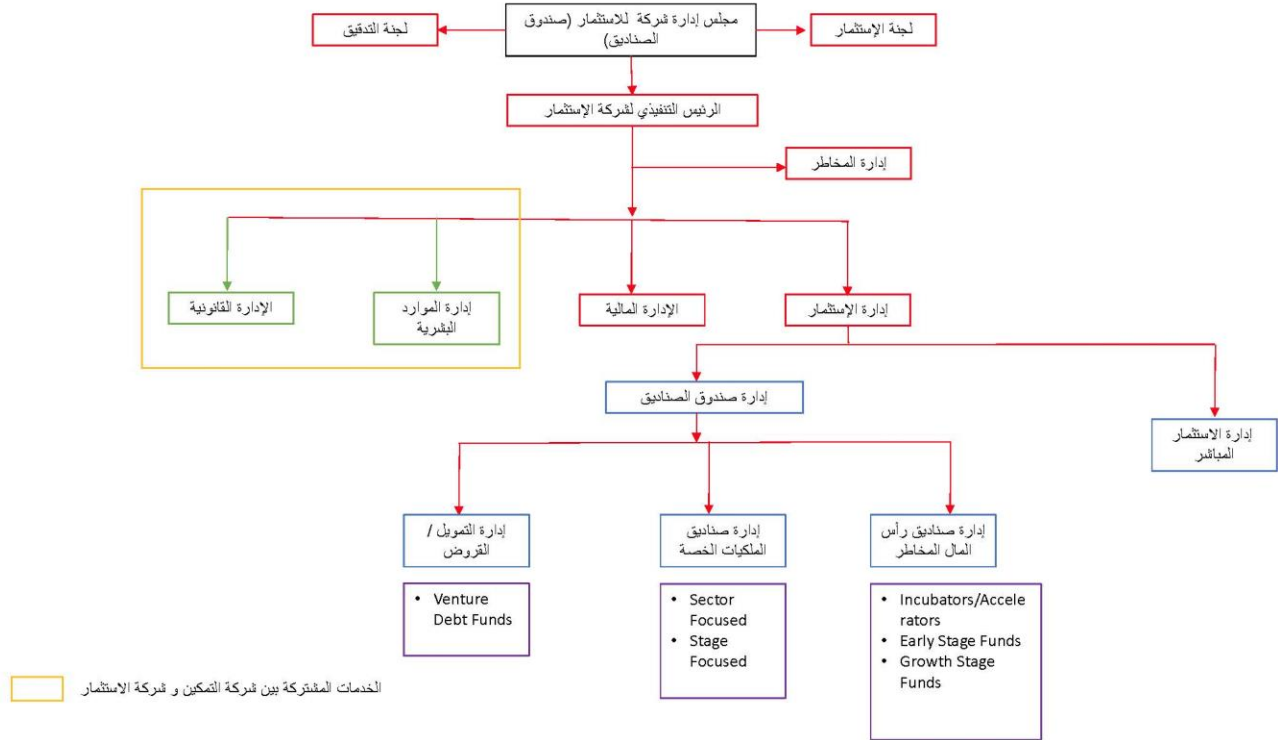 لجنة الإستثمار
مجلس إدارة شركة للاستثمار (صندوق
الصناديق)
لجنة التدقيق
الرئيس التنفيذي لشركة الإستثمار
إدارة المخاطر
إدارة الإستثمار
الإدارة المالية
إدارة الموارد
البشرية
الإدارة القانونية
إدارة صندوق الصناديق
إدارة الاستثمار
المباشر
إدارة صناديق رأس
المال المخاطر
إدارة صناديق
الملكيات الخصة
إدارة التمويل /
القروض
• Incubators/Accele
rators
• Early Stage Funds
• Growth Stage
Funds
• Sector
Focused
• Stage
Focused
• Venture
Debt Funds
الخدمات المشتركة بين شركة التمكين و شركة الاستثمار